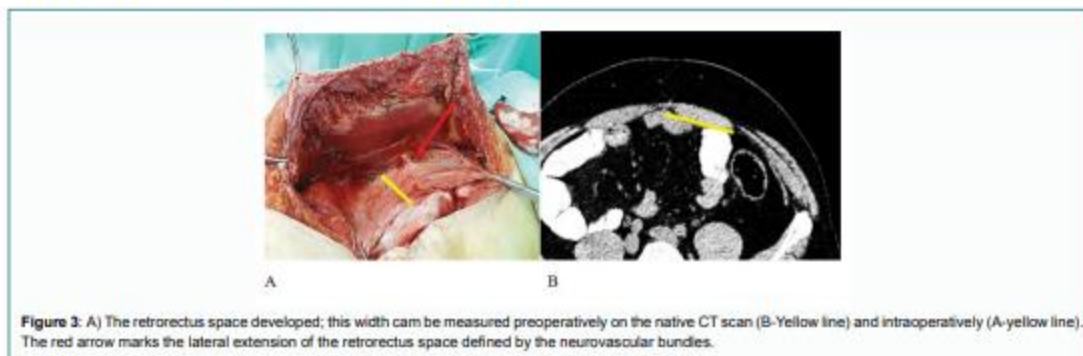 A
B
Figure 3: A) The retrorectus space developed; this width cam be measured preoperatively on the native CT scan (B-Yellow line) and intraoperatively (A-yellow line).
The red arrow marks the lateral extension of the retrorectus space defined by the neurovascular bundles.